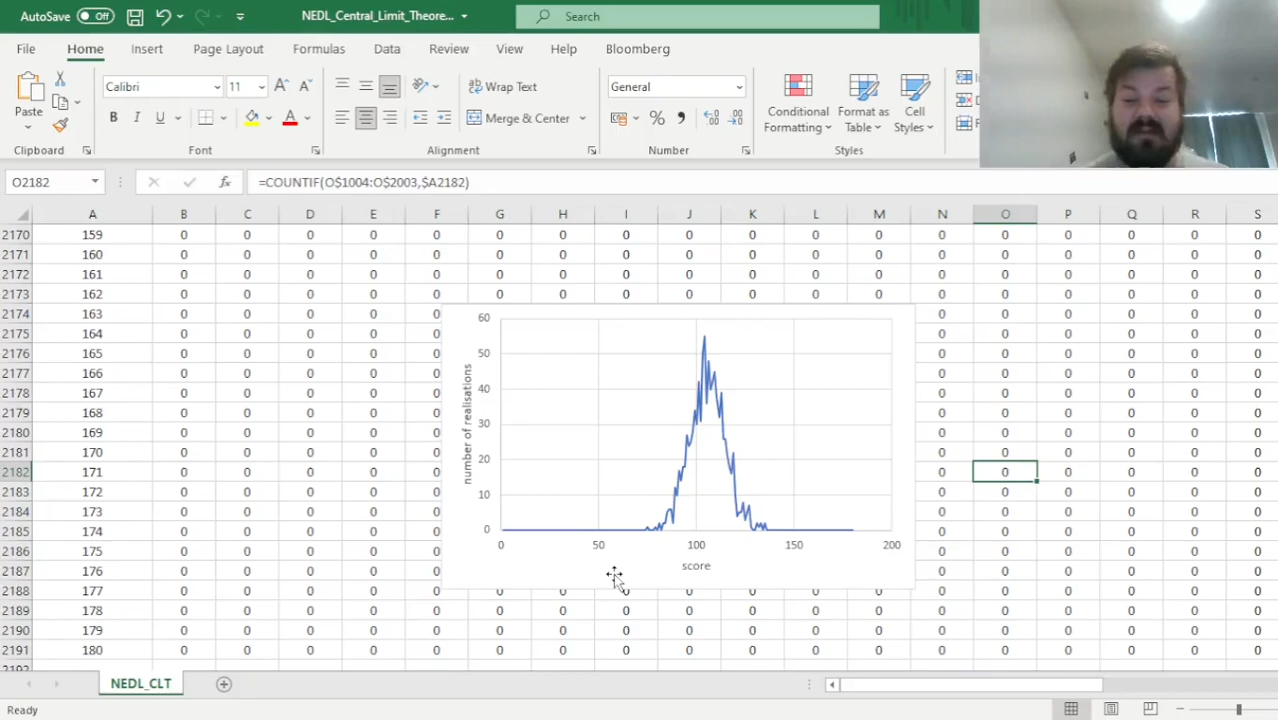 AutoSave Off NEDL_Central_Limit_Theore... Search
File Home Insert Page Layout Formulas Data Review View Help Bloomberg
Calibri 11 Wrap Text General
Paste Merge & Center Conditional Formatting Format as Table Cell Styles
Clipboard Font Alignment Number Styles
O2182 =COUNTIF(O$1004:O$2003,$A2182)
A B C D E F G H I J K L M N O P Q R S
2170 159 0 0 0 0 0 0 0 0 0 0 0 0 0 0 0 0 0 0
2171 160 0 0 0 0 0 0 0 0 0 0 0 0 0 0 0 0 0 0
2172 161 0 0 0 0 0 0 0 0 0 0 0 0 0 0 0 0 0 0
2173 162 0 0 0 0 0 0 0 0 0 0 0 0 0 0 0 0 0 0
2174 163 0 0 0 0 0 0 0 0 0 0
2175 164 0 0 0 0 0 0 0 0 0 0
2176 165 0 0 0 0 0 0 0 0 0 0
2177 166 0 0 0 0 0 0 0 0 0 0
2178 167 0 0 0 0 0 0 0 0 0 0
2179 168 0 0 0 0 0 0 0 0 0 0
2180 169 0 0 0 0 0 0 0 0 0 0
2181 170 0 0 0 0 0 0 0 0 0 0
2182 171 0 0 0 0 0 0 0 0 0 0
2183 172 0 0 0 0 0 0 0 0 0 0
2184 173 0 0 0 0 0 0 0 0 0 0
2185 174 0 0 0 0 0 0 0 0 0 0
2186 175 0 0 0 0 0 0 0 0 0 0
2187 176 0 0 0 0 0 0 0 0 0 0
2188 177 0 0 0 0 0 0 0 0 0 0 0 0 0 0 0 0 0 0
2189 178 0 0 0 0 0 0 0 0 0 0 0 0 0 0 0 0 0 0
2190 179 0 0 0 0 0 0 0 0 0 0 0 0 0 0 0 0 0 0
2191 180 0 0 0 0 0 0 0 0 0 0 0 0 0 0 0 0 0 0
60
50
40
30
20
10
0
number of realisations
0 50 100 150 200
score
NEDL_CLT
Ready